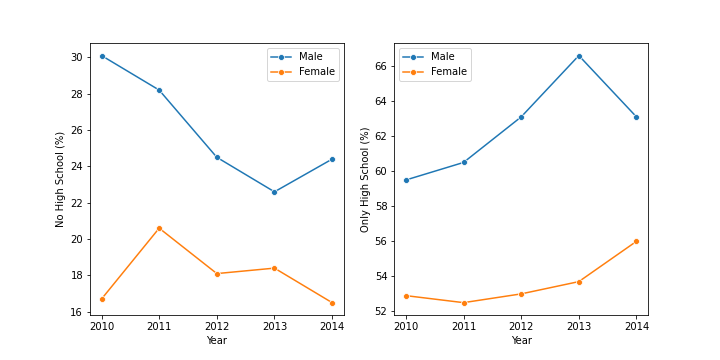 30
28
26
24
22
20
18
16
No High School (%)
Male
Female
2010 2011 2012 2013 2014
Year
66
64
62
60
58
56
54
52
Only High School (%)
Male
Female
2010 2011 2012 2013 2014
Year